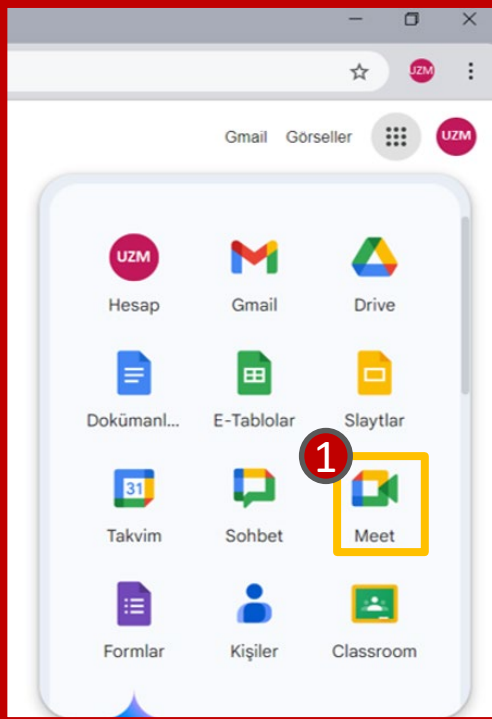 UZM
Gmail Görseller UZM
UZM
Hesap Gmail Drive
Dokümanl... E-Tablolar Slaytlar
1
31
Takvim Sohbet Meet
Formlar Kişiler Classroom